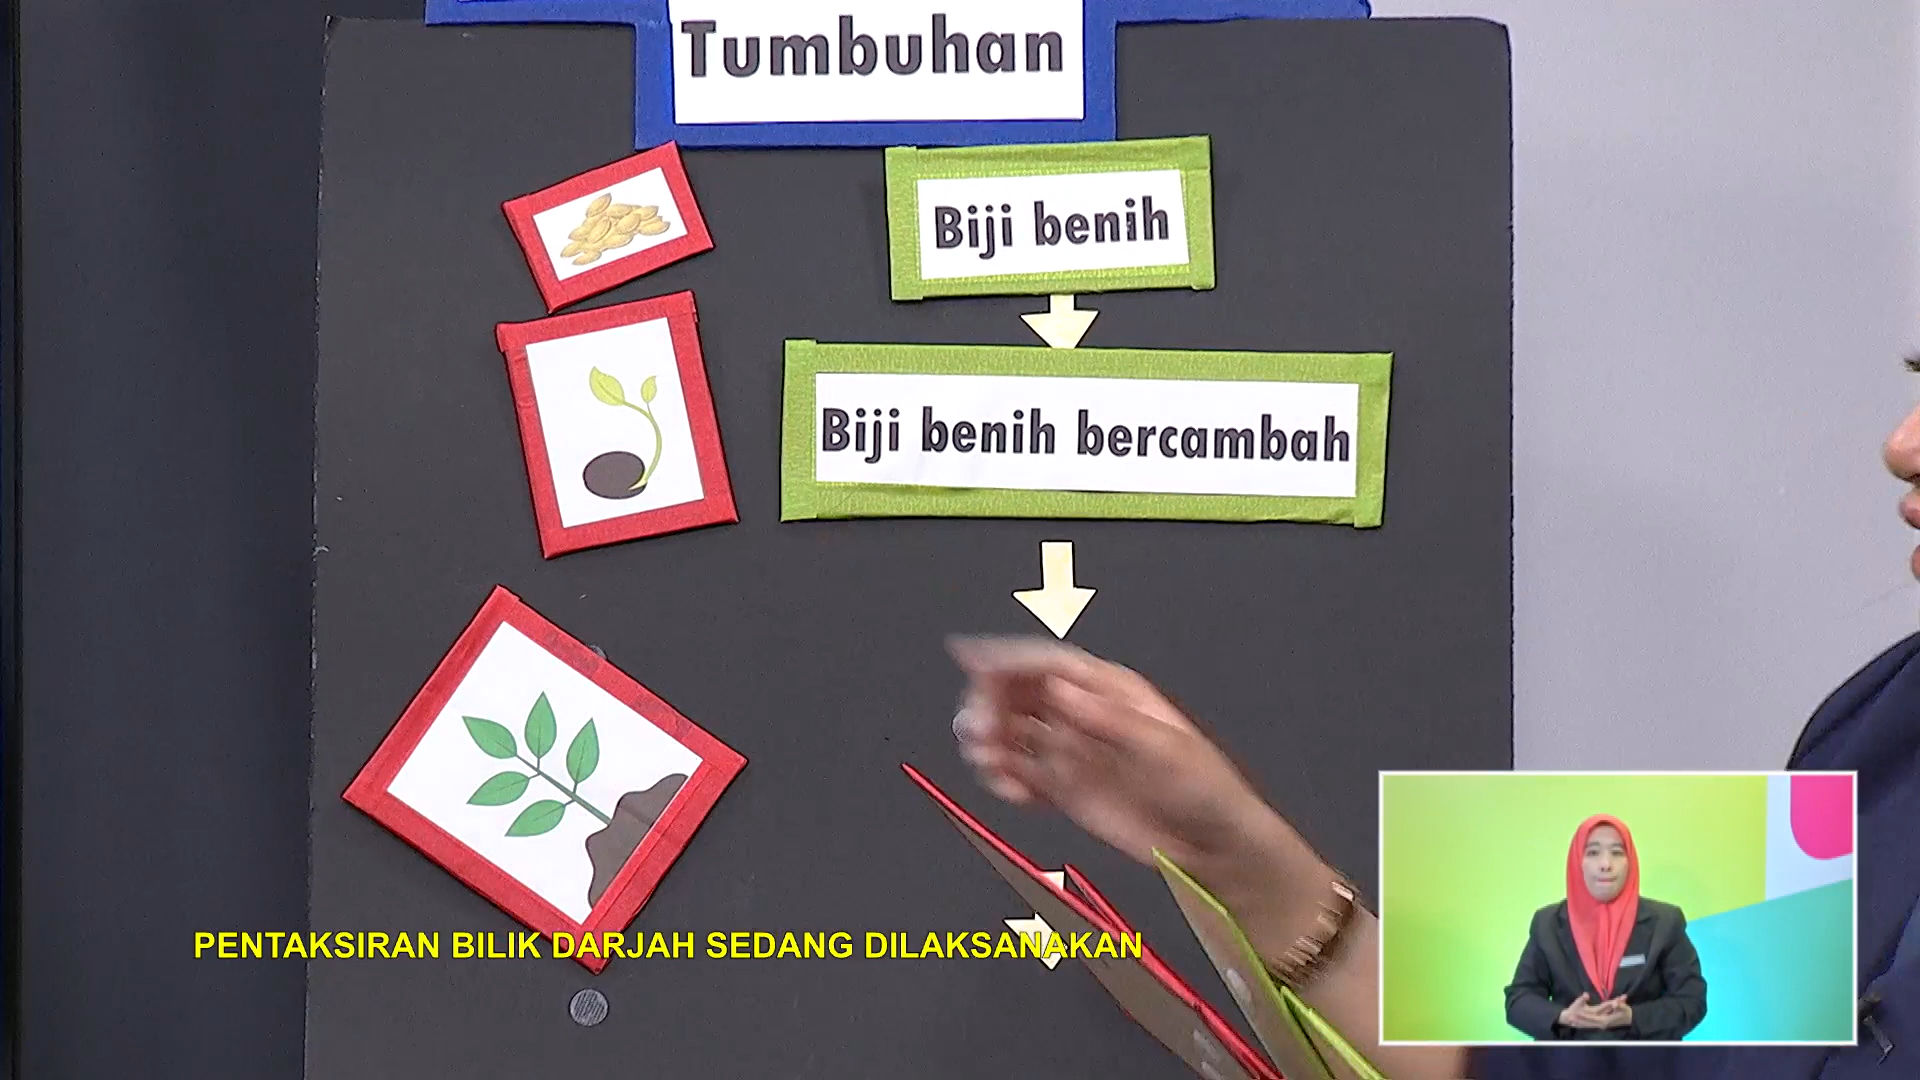 Tumbuhan
Biji benih
Biji benih bercambah
PENTAKSIRAN BILIK DARJAH SEDANG DILAKSANAKAN